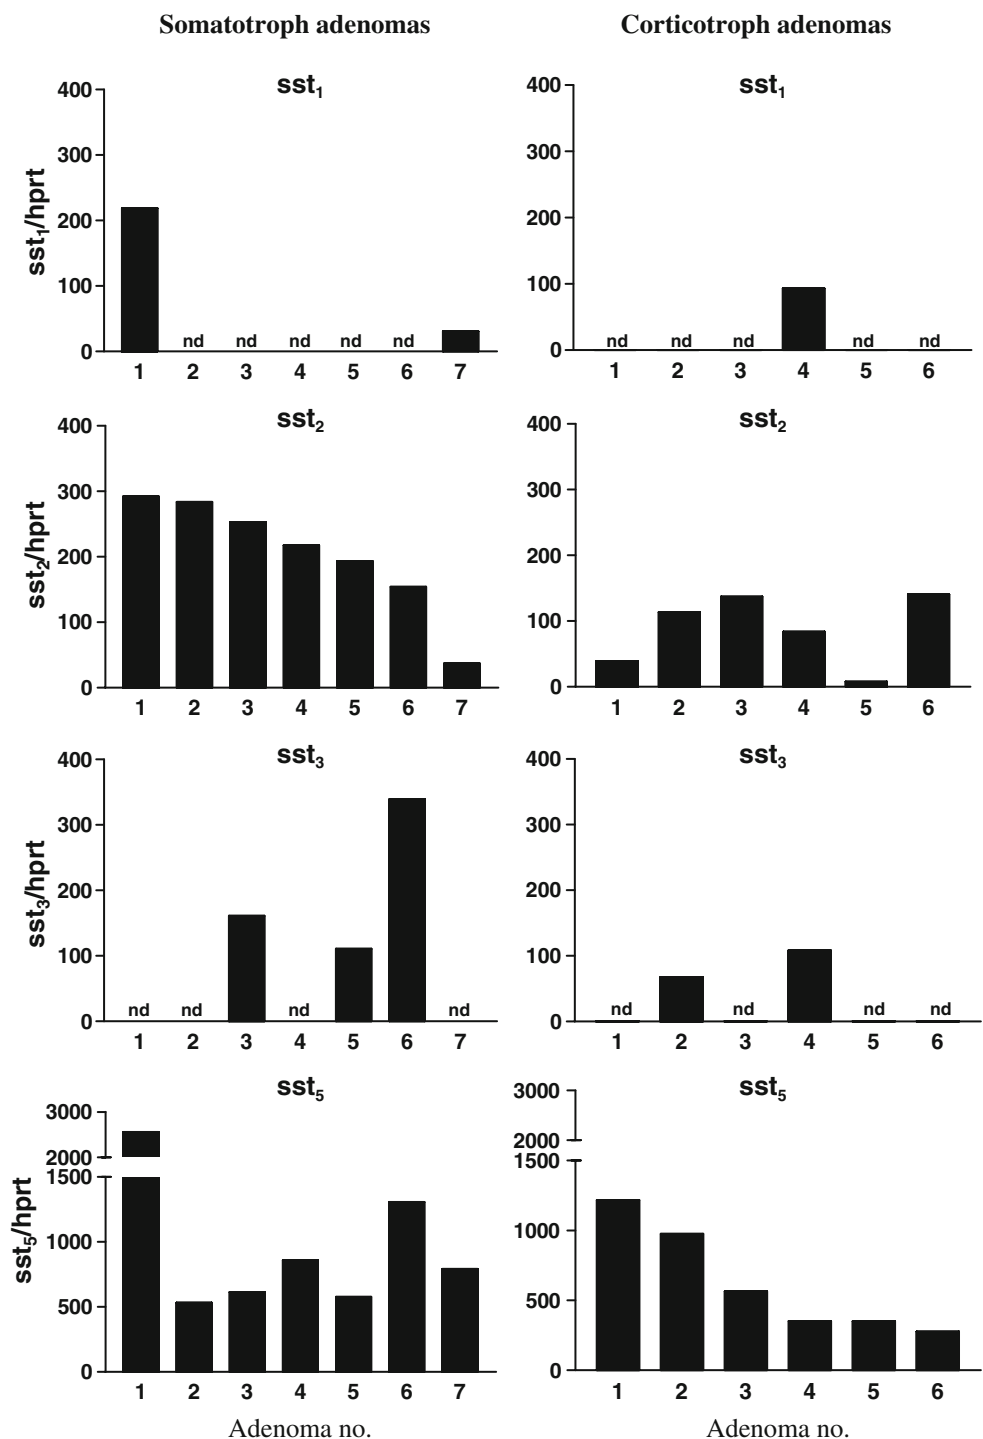 Somatotroph adenomas Corticotroph adenomas
sst1 sst1
sst1/hprt
400
300
200
100
0
nd nd nd nd nd
1 2 3 4 5 6 7
400
300
200
100
0
nd nd nd nd nd
1 2 3 4 5 6
sst2 sst2
sst2/hprt
400
300
200
100
0
1 2 3 4 5 6 7
400
300
200
100
0
1 2 3 4 5 6
sst3 sst3
sst3/hprt
400
300
200
100
0
nd nd nd nd
1 2 3 4 5 6 7
400
300
200
100
0
nd nd nd nd
1 2 3 4 5 6
sst5 sst5
sst5/hprt
3000
2000
1500
1000
500
0
1 2 3 4 5 6 7
Adenoma no.
3000
2000
1500
1000
500
0
1 2 3 4 5 6
Adenoma no.